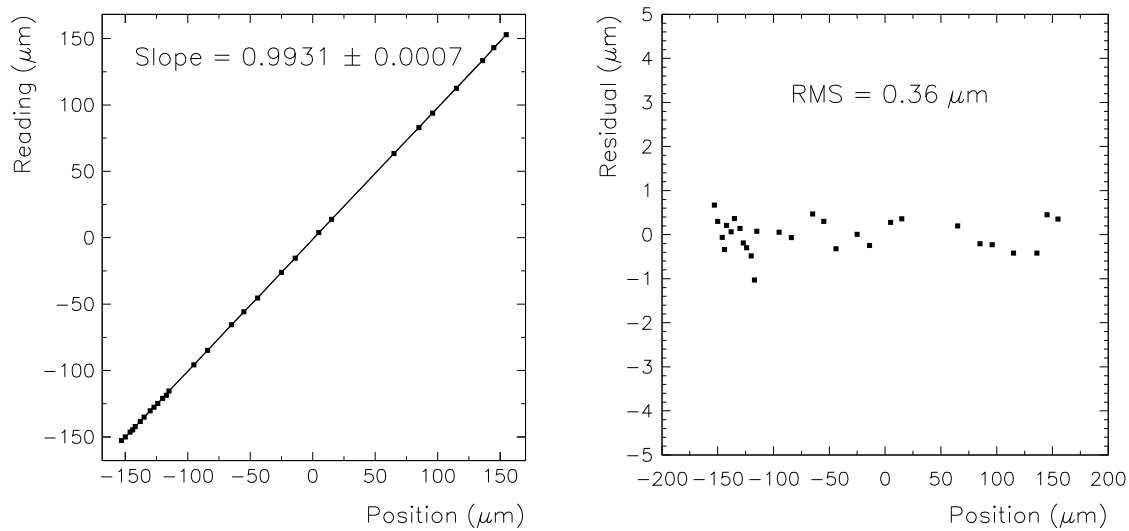 Reading (μm)
150
100
50
0
−50
−100
−150
Slope = 0.9931 ± 0.0007
−150 −100 −50 0 50 100 150
Position (μm)
Residual (μm)
5
4
3
2
1
0
−1
−2
−3
−4
−5
RMS = 0.36 μm
−200 −150 −100 −50 0 50 100 150 200
Position (μm)